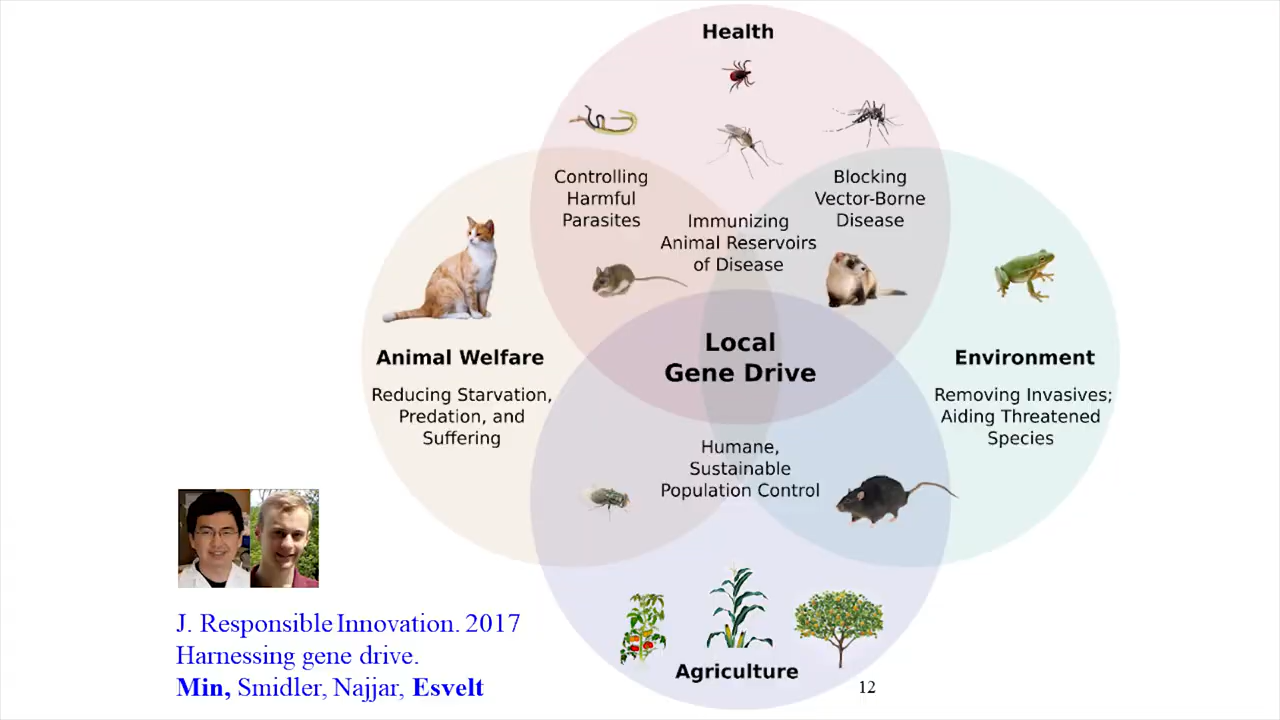 Health
Controlling
Harmful
Parasites
Blocking
Vector-Borne
Disease
Immunizing
Animal Reservoirs
of Disease
Local
Gene Drive
Animal Welfare
Reducing Starvation,
Predation, and
Suffering
Environment
Removing Invasives;
Aiding Threatened
Species
Humane,
Sustainable
Population Control
Agriculture
J. Responsible Innovation. 2017
Harnessing gene drive.
Min, Smidler, Najjar, Esvelt
12